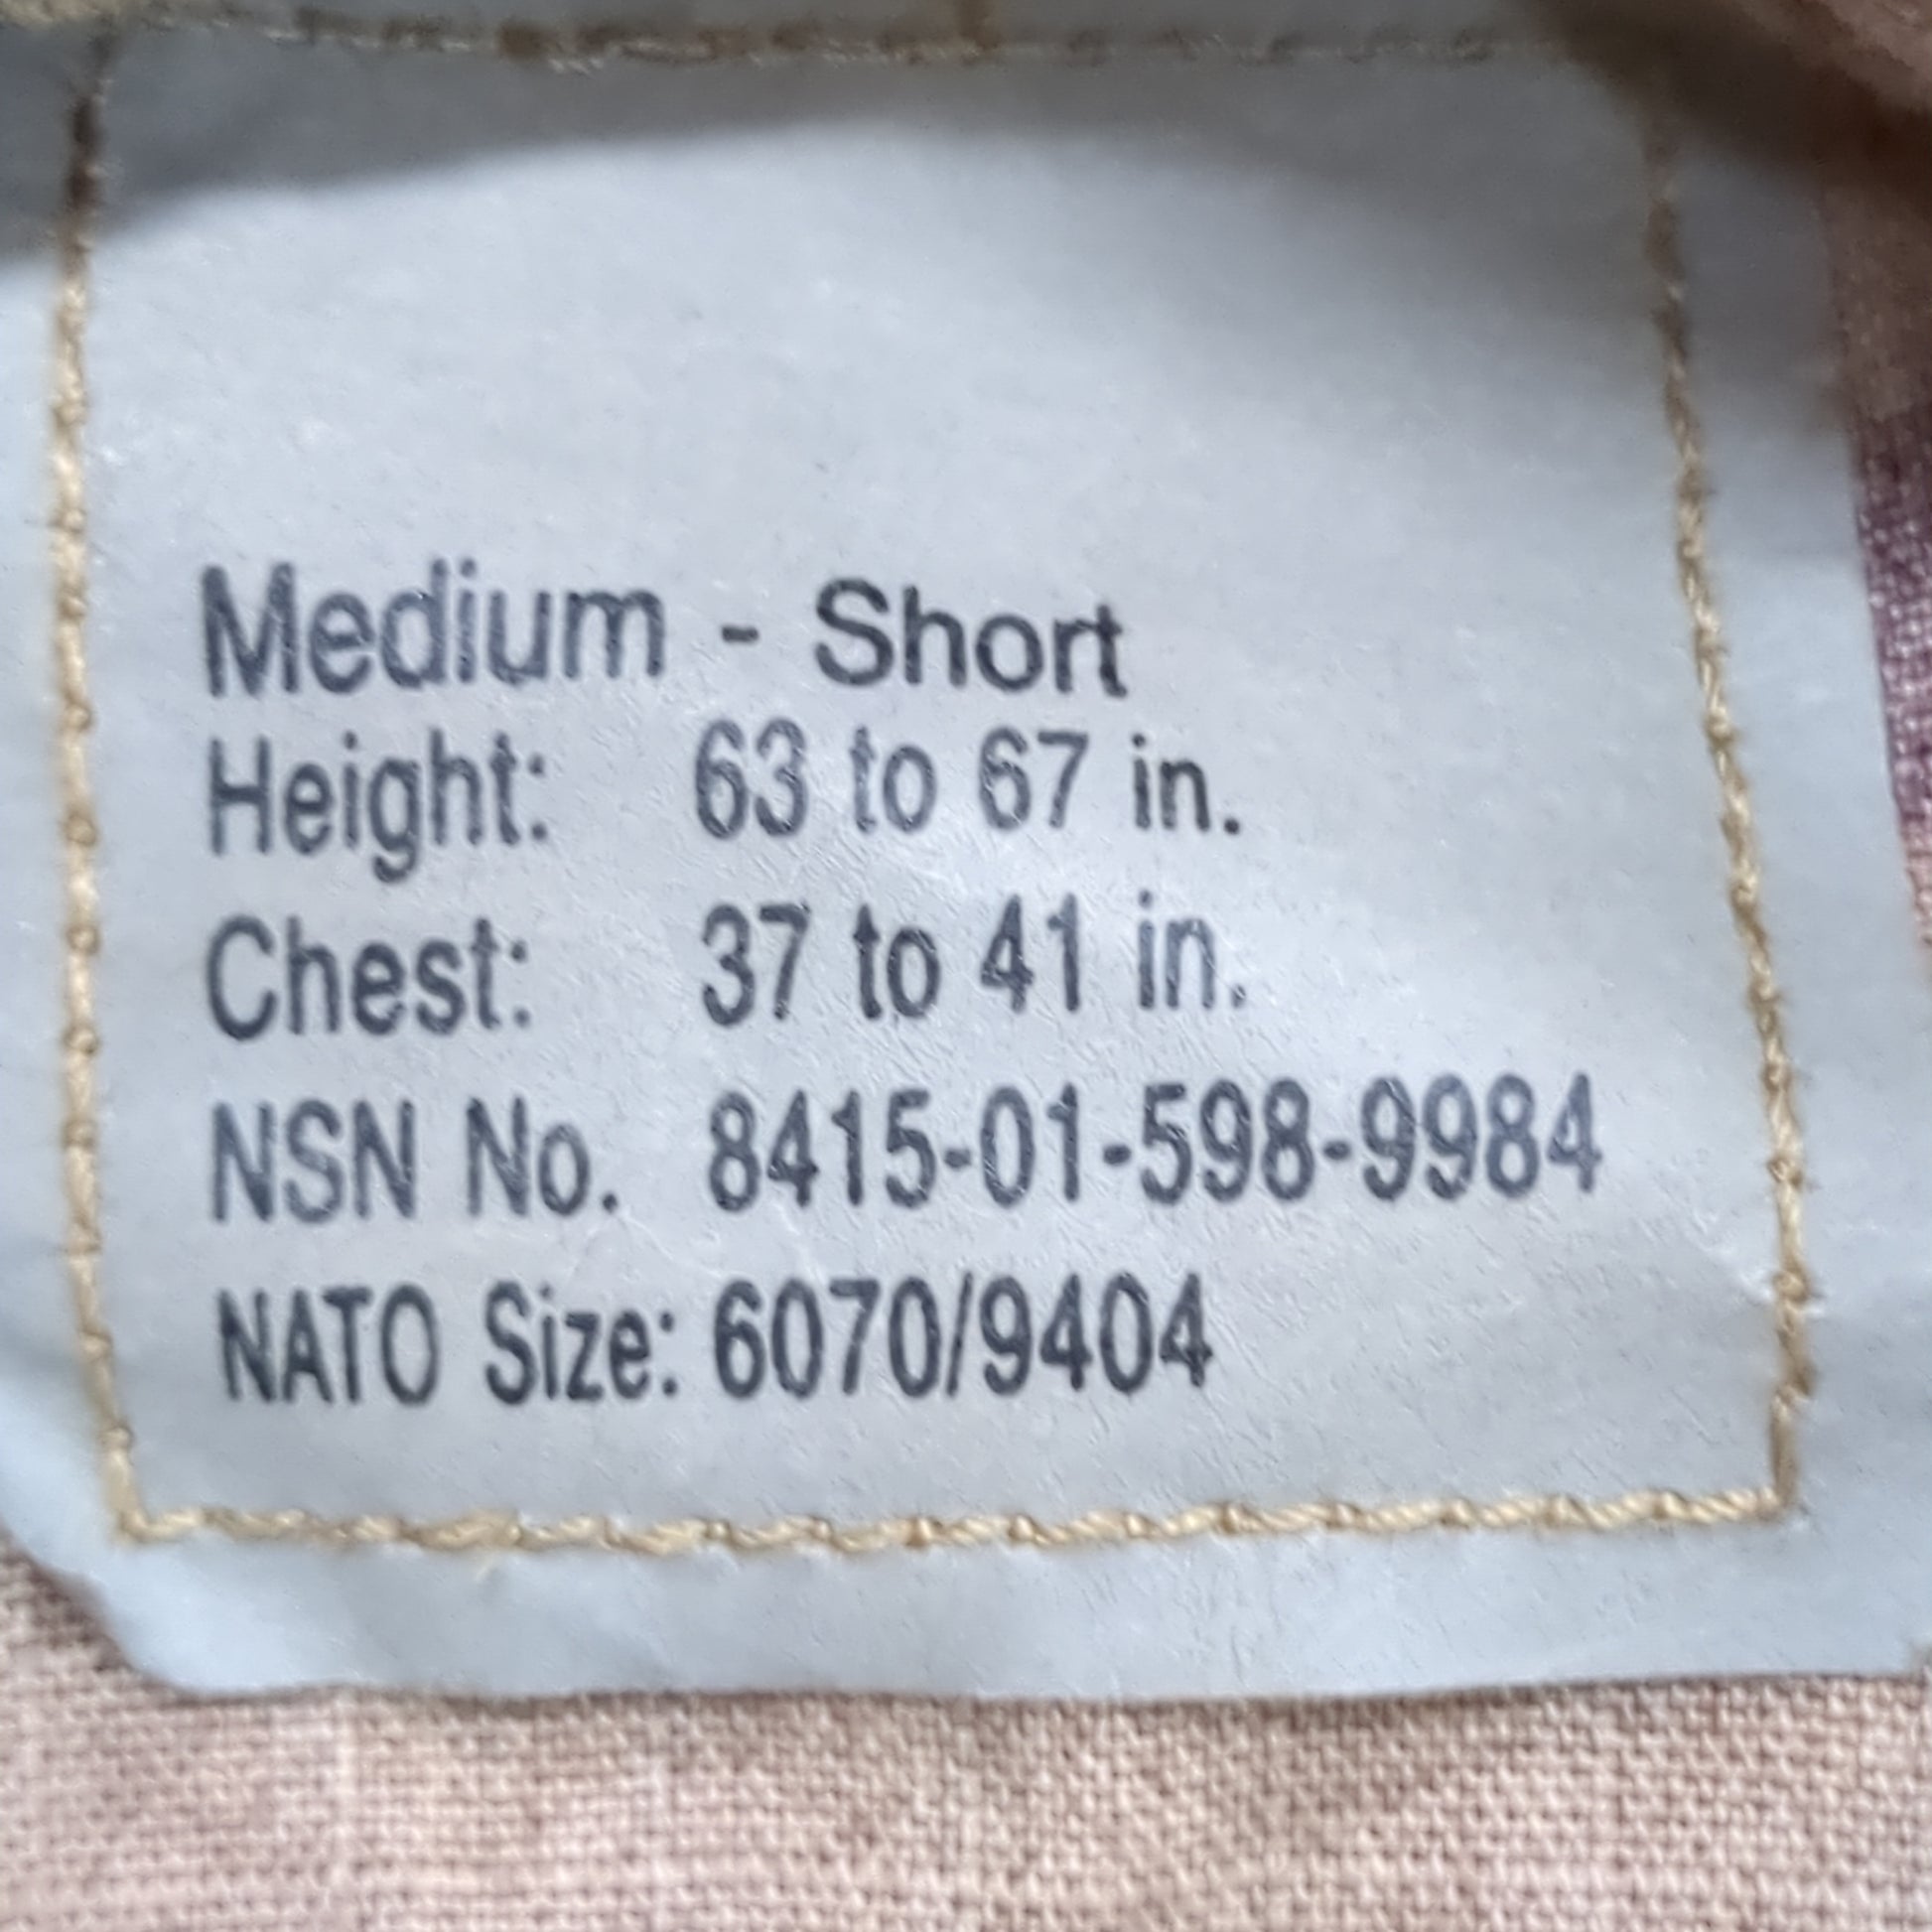 Medium - Short
Height: 63 to 67 in.
Chest: 37 to 41 in.
NSN No. 8415-01-598-9984
NATO Size: 6070/9404